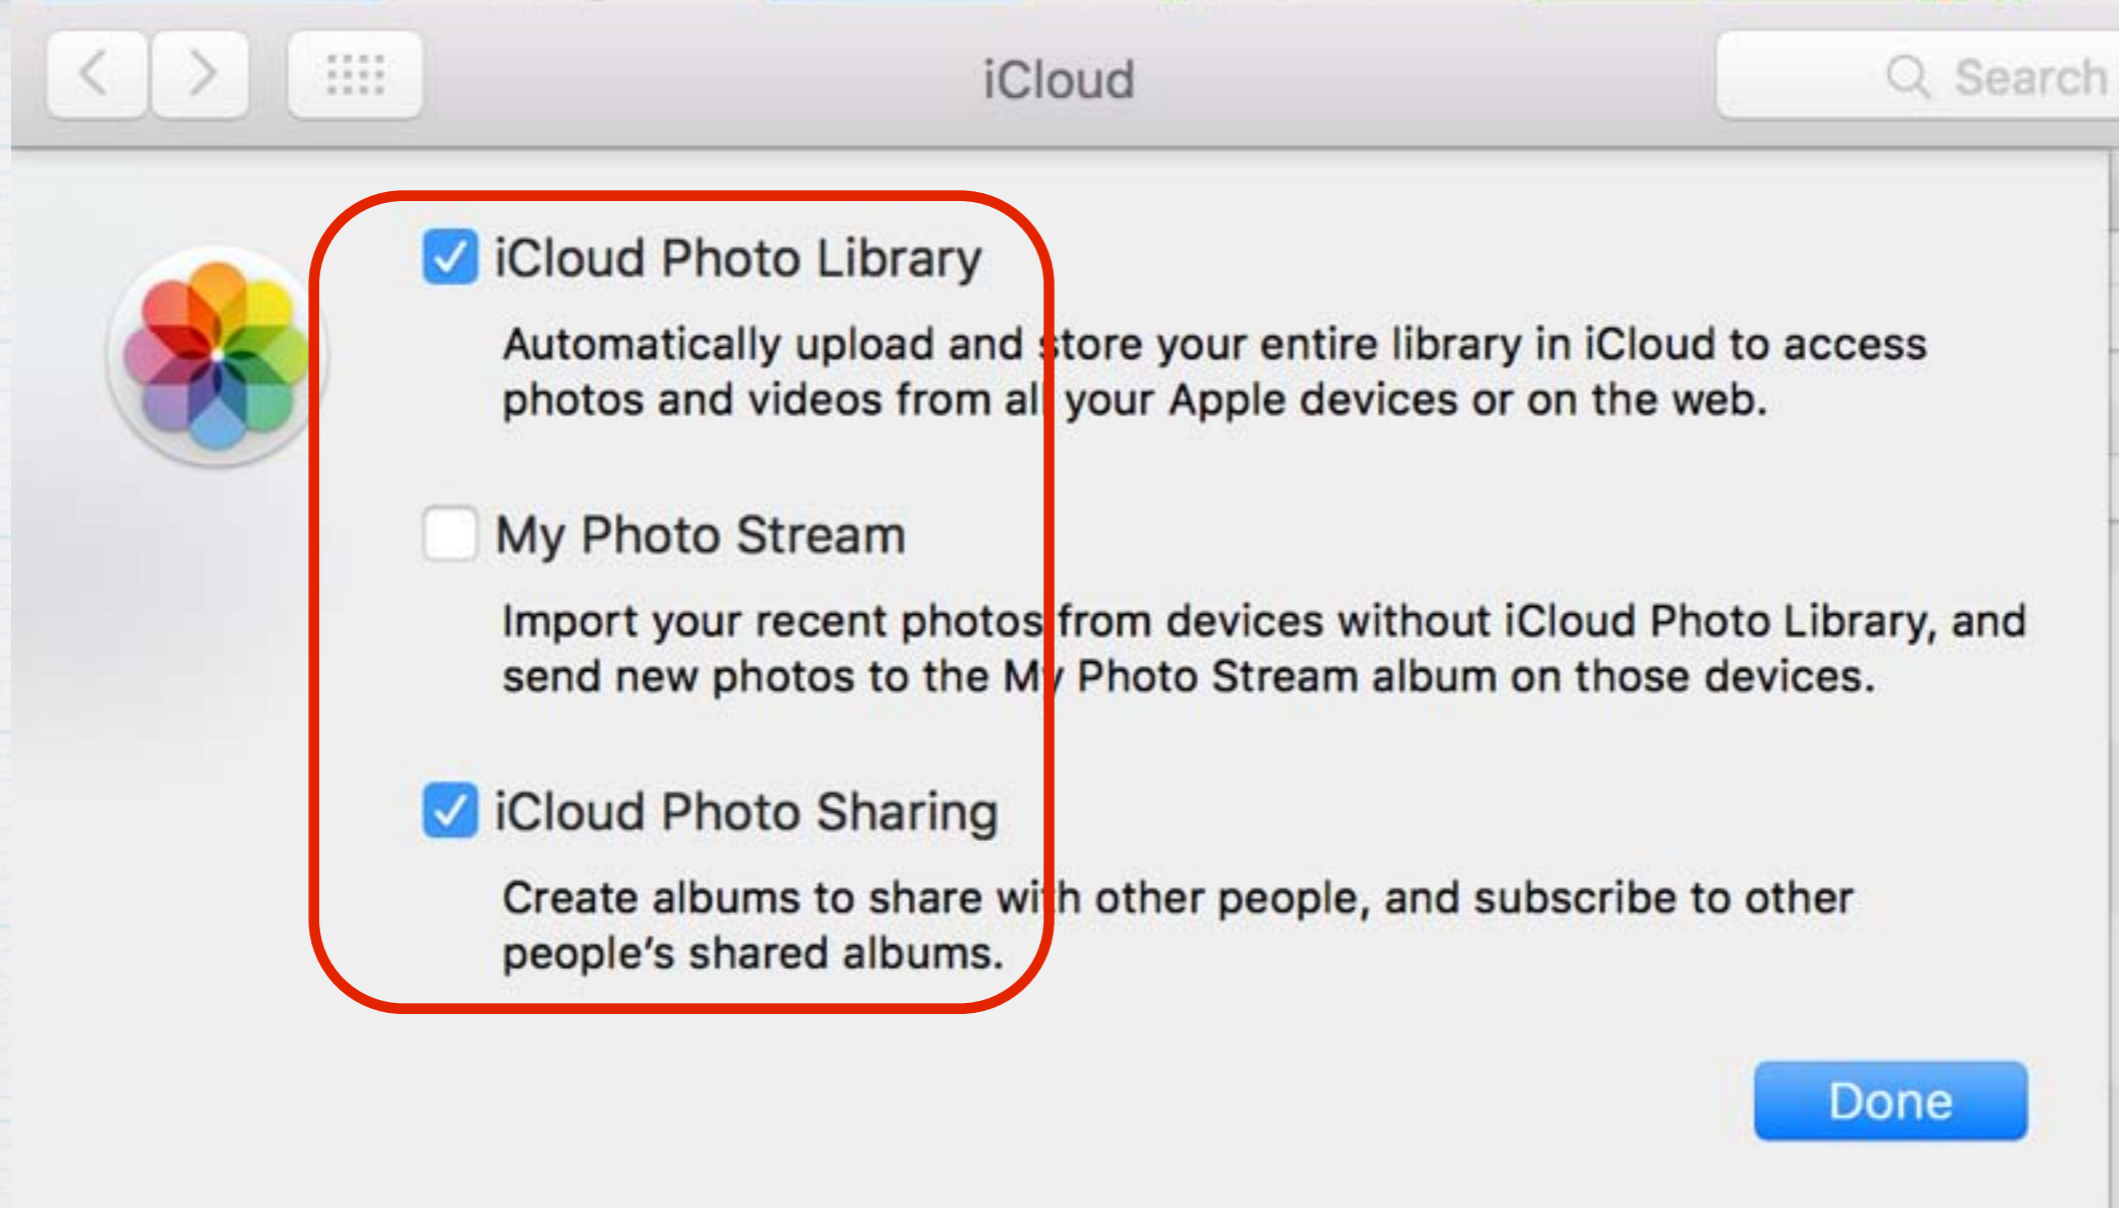 iCloud
Search
iCloud Photo Library
Automatically upload and store your entire library in iCloud to access
photos and videos from all your Apple devices or on the web.
My Photo Stream
Import your recent photos from devices without iCloud Photo Library, and
send new photos to the My Photo Stream album on those devices.
iCloud Photo Sharing
Create albums to share with other people, and subscribe to other
people’s shared albums.
Done